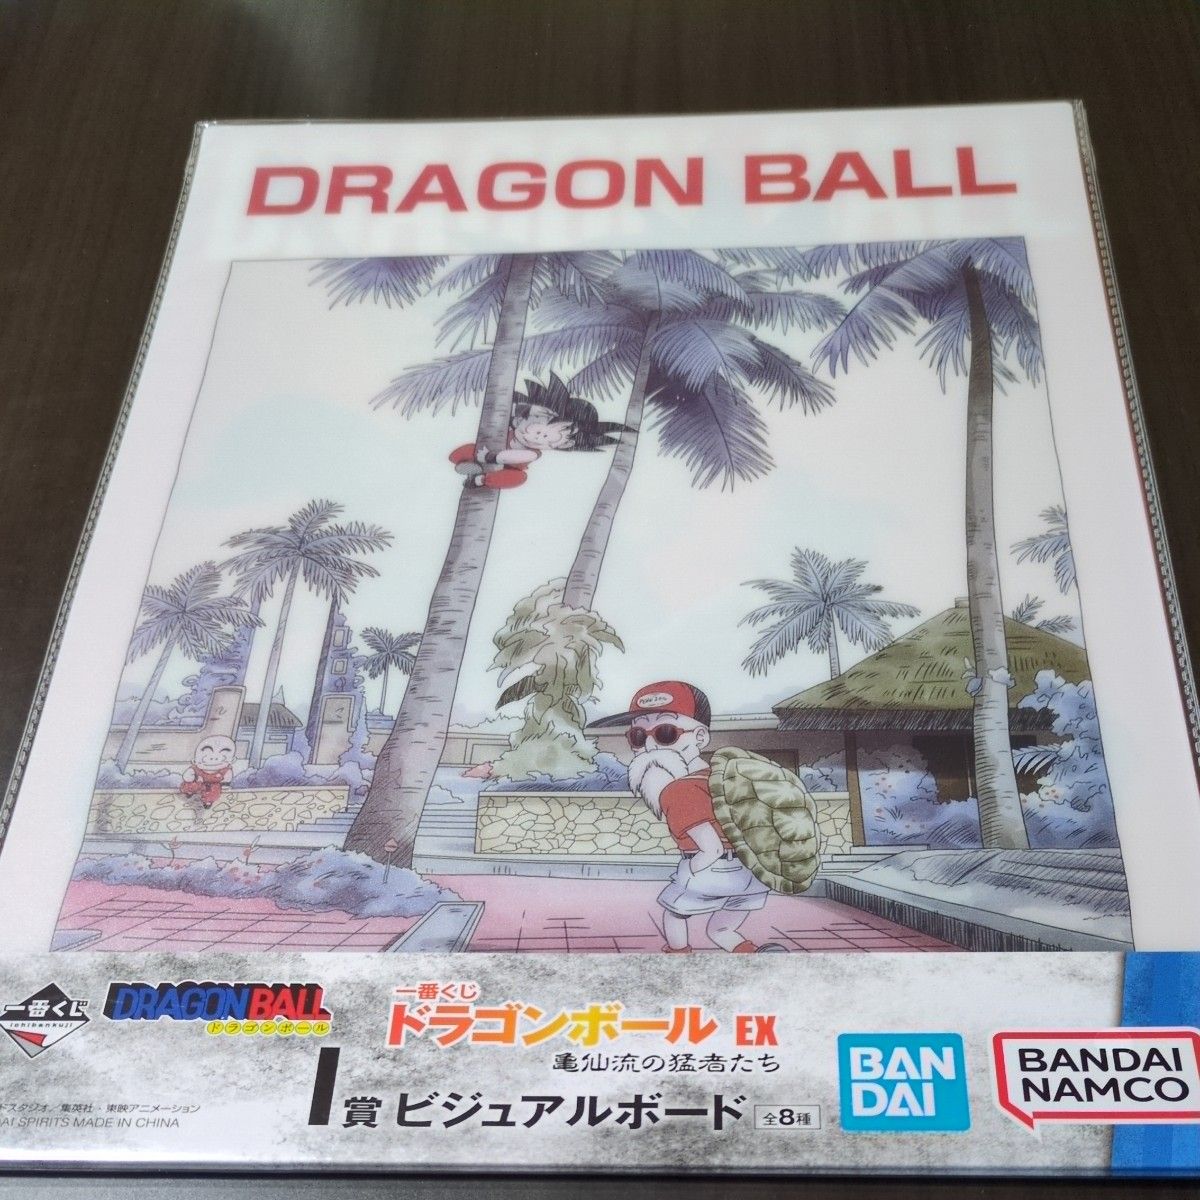 DRAGON BALL
一番くじ
ichibankuji
DRAGONBALL
ドラゴンボール
一番くじ
ドラゴンボール EX
亀仙流の猛者たち
I賞 ビジュアルボード 全8種
BAN
DAI
BANDAI
NAMCO
ドスタジオ/集英社・東映アニメーション
AI SPIRITS MADE IN CHINA